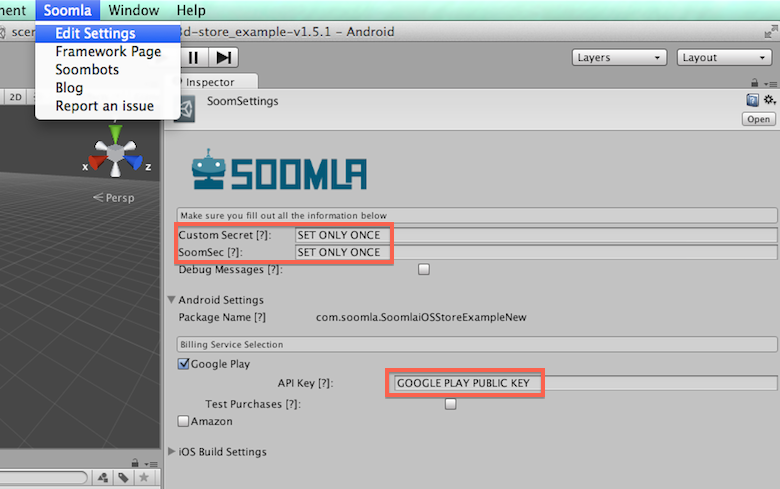 ment Soomla Window Help
scen d-store_example-v1.5.1 - Android
Edit Settings
Framework Page
Soombots
Blog
Report an issue
Layers Layout
Inspector
2D
SoomSettings
Open
x z
Persp
SOOMLA
Make sure you fill out all the information below
Custom Secret [?]: SET ONLY ONCE
SoomSec [?]: SET ONLY ONCE
Debug Messages [?]:
Android Settings
Package Name [?] com.soomla.SoomlaiOSStoreExampleNew
Billing Service Selection
Google Play
API Key [?]: GOOGLE PLAY PUBLIC KEY
Test Purchases [?]:
Amazon
iOS Build Settings